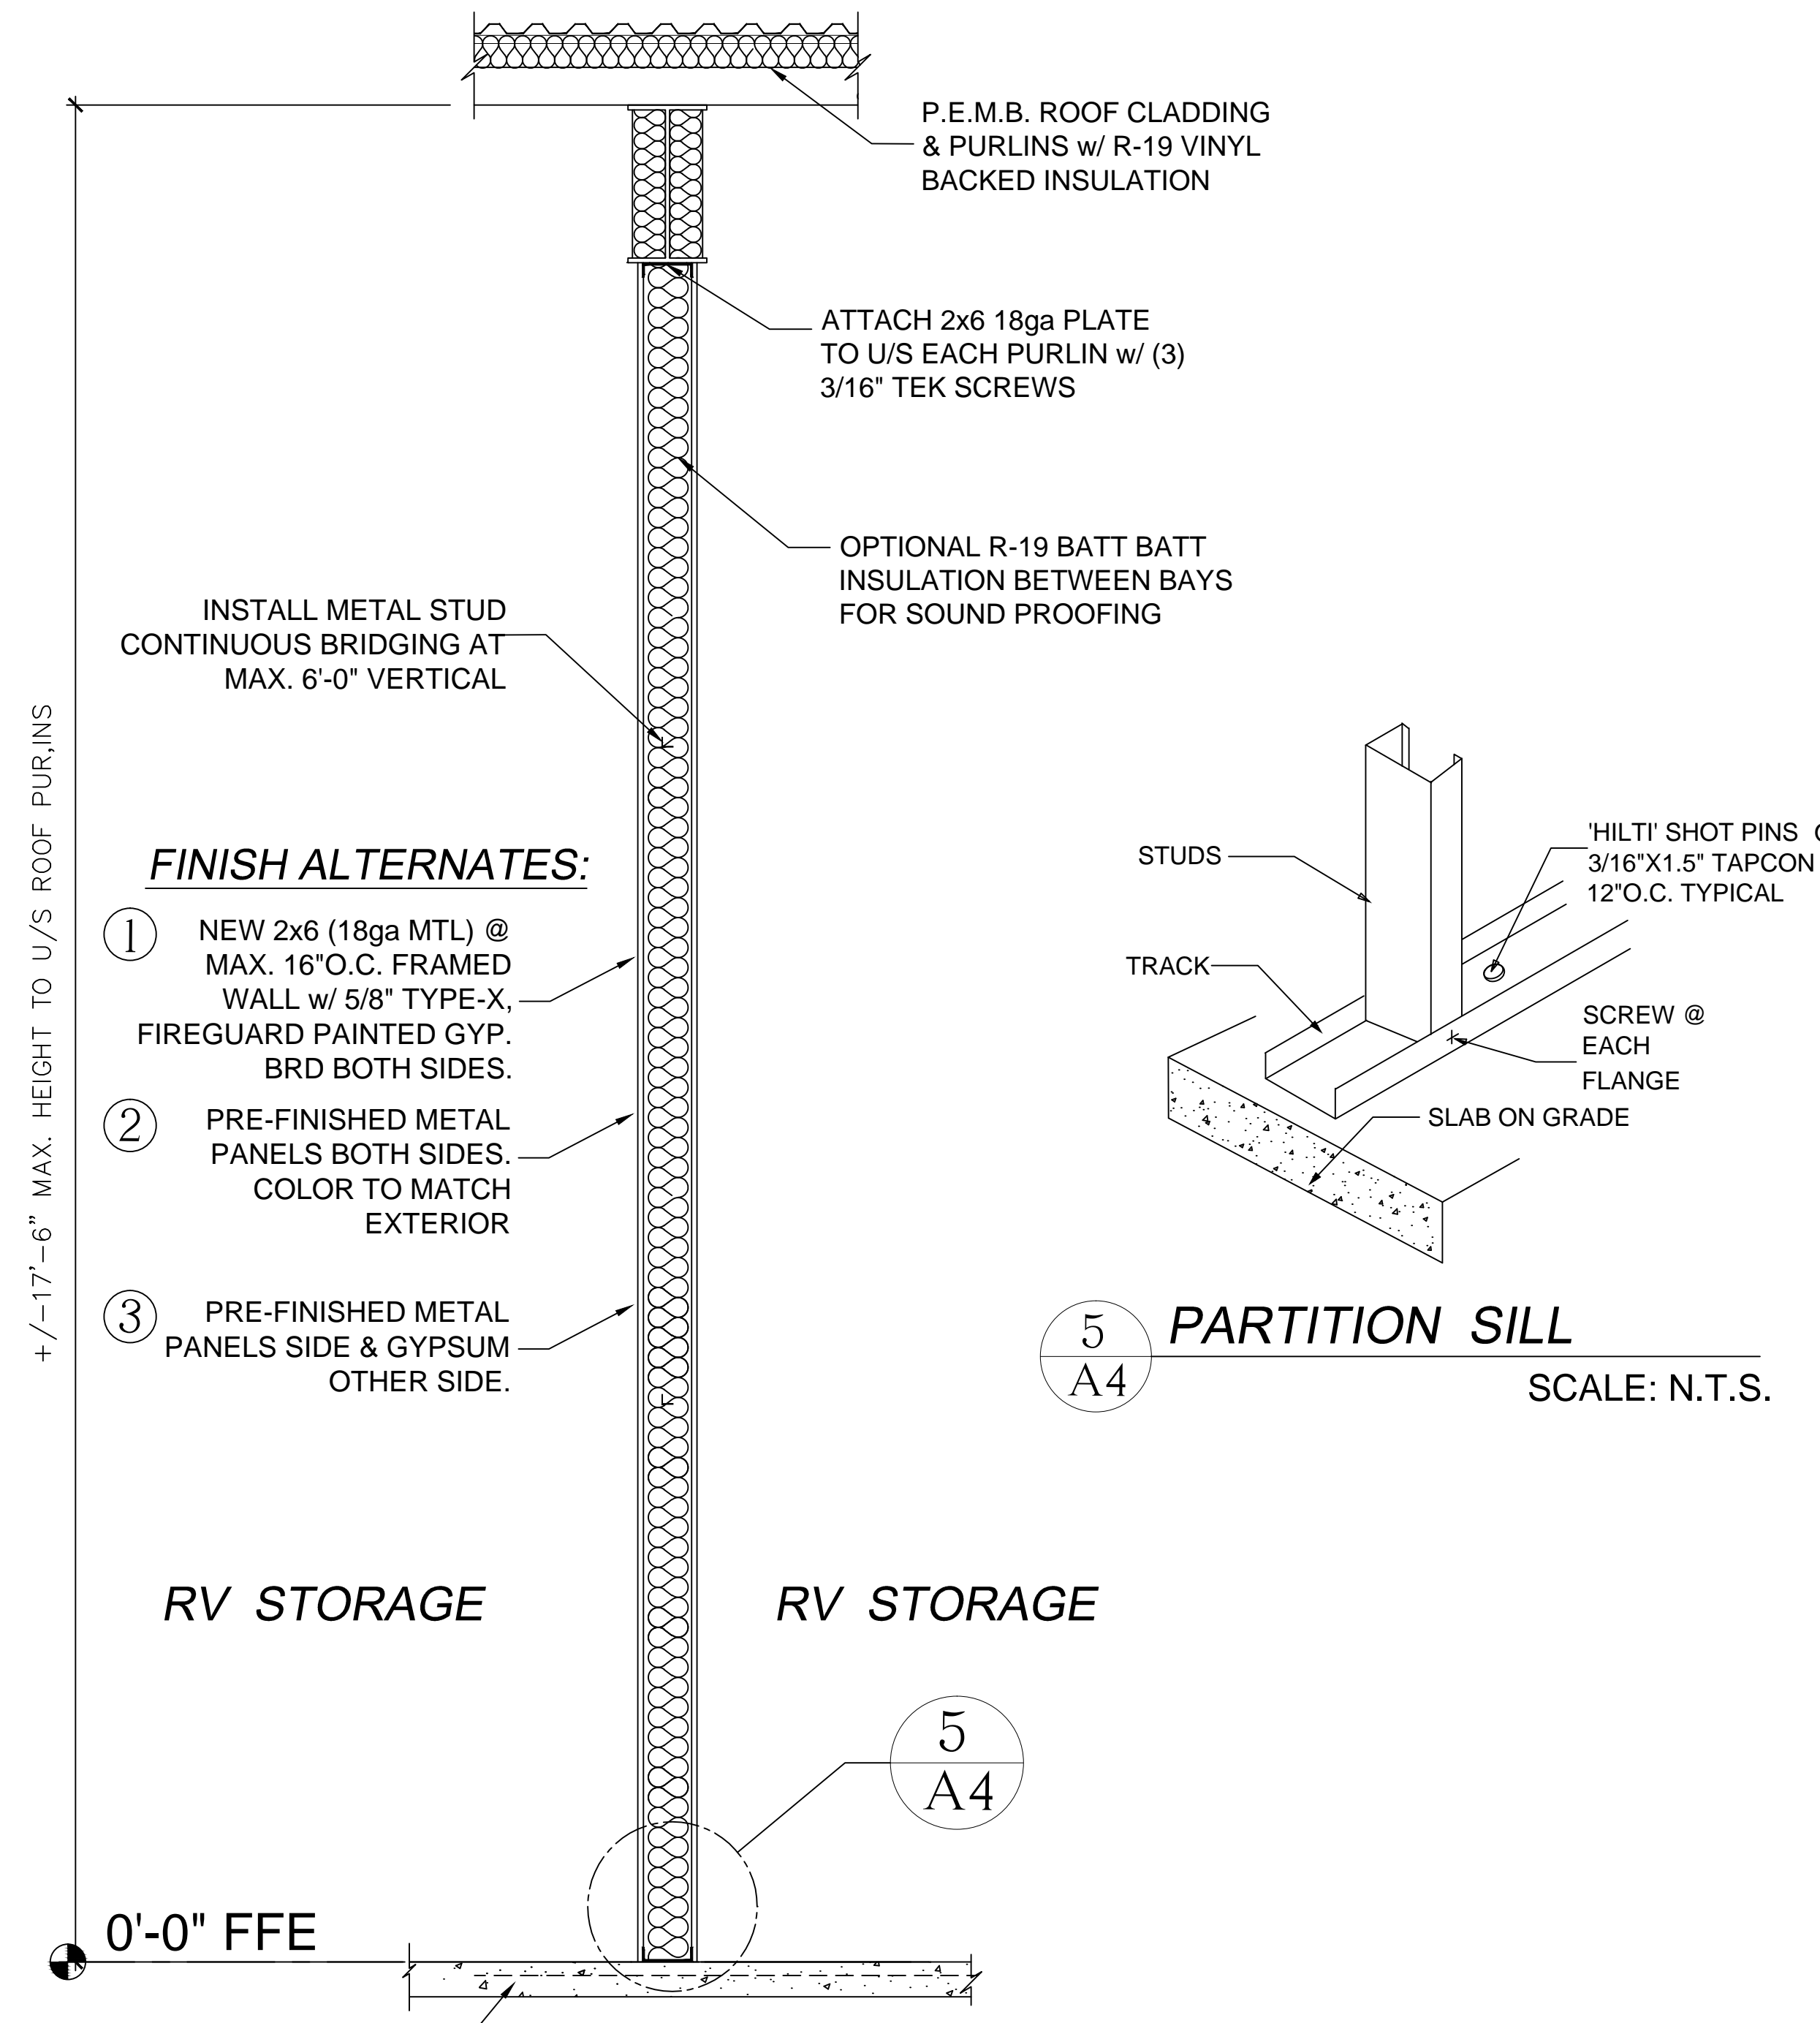 P.E.M.B. ROOF CLADDING
& PURLINS w/ R-19 VINYL
BACKED INSULATION
ATTACH 2x6 18ga PLATE
TO U/S EACH PURLIN w/ (3)
3/16" TEK SCREWS
OPTIONAL R-19 BATT BATT
INSULATION BETWEEN BAYS
FOR SOUND PROOFING
INSTALL METAL STUD
CONTINUOUS BRIDGING AT
MAX. 6'-0" VERTICAL
+/-17'-6" MAX. HEIGHT TO U/S ROOF PUR,INS
FINISH ALTERNATES:
1
NEW 2x6 (18ga MTL) @
MAX. 16"O.C. FRAMED
WALL w/ 5/8" TYPE-X,
FIREGUARD PAINTED GYP.
BRD BOTH SIDES.
2
PRE-FINISHED METAL
PANELS BOTH SIDES.
COLOR TO MATCH
EXTERIOR
3
PRE-FINISHED METAL
PANELS SIDE & GYPSUM
OTHER SIDE.
STUDS
TRACK
'HILTI' SHOT PINS
3/16"X1.5" TAPCON
12"O.C. TYPICAL
SCREW @
EACH
FLANGE
SLAB ON GRADE
5
A4
PARTITION SILL
SCALE: N.T.S.
RV STORAGE
RV STORAGE
5
A4
0'-0" FFE